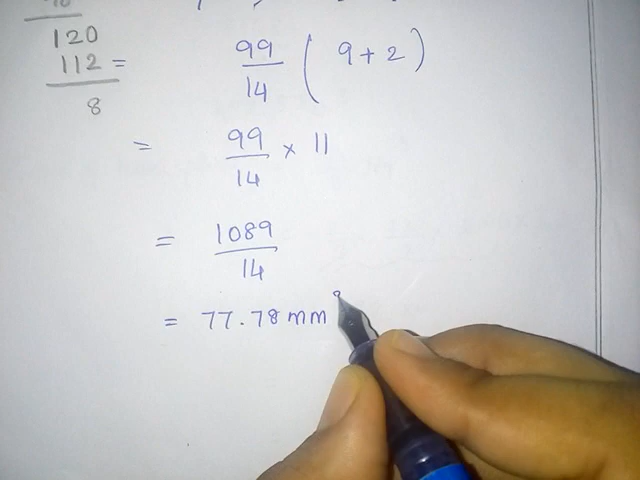 120
112
8
= 99/14 ( 9 + 2 )
= 99/14 × 11
= 1089/14
= 77.78 mm